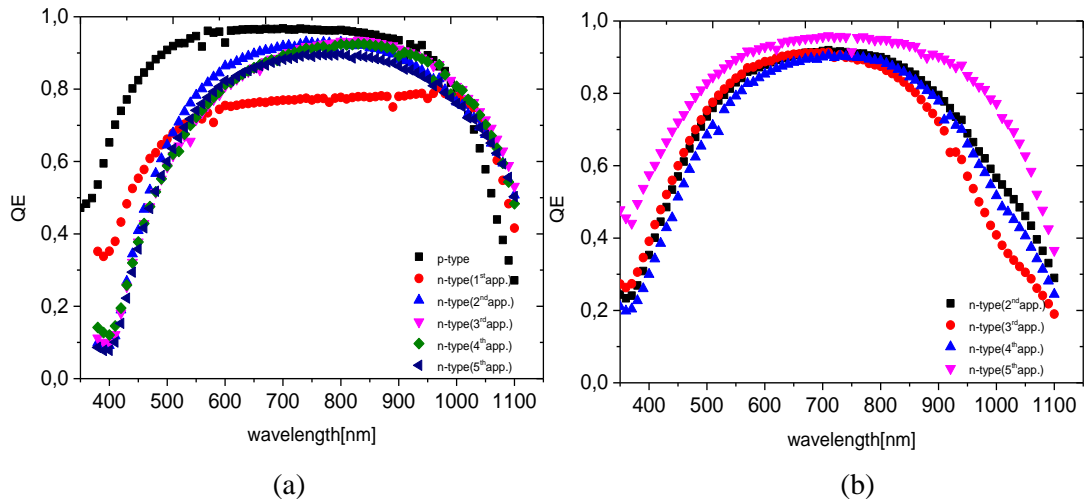 1,0
0,8
0,6
0,4
0,2
0,0
QE
400 500 600 700 800 900 1000 1100
wavelength[nm]
p-type
n-type(1st app.)
n-type(2nd app.)
n-type(3rd app.)
n-type(4th app.)
n-type(5th app.)
(a)
1,0
0,8
0,6
0,4
0,2
0,0
QE
400 500 600 700 800 900 1000 1100
wavelength[nm]
n-type(2nd app.)
n-type(3rd app.)
n-type(4th app.)
n-type(5th app.)
(b)